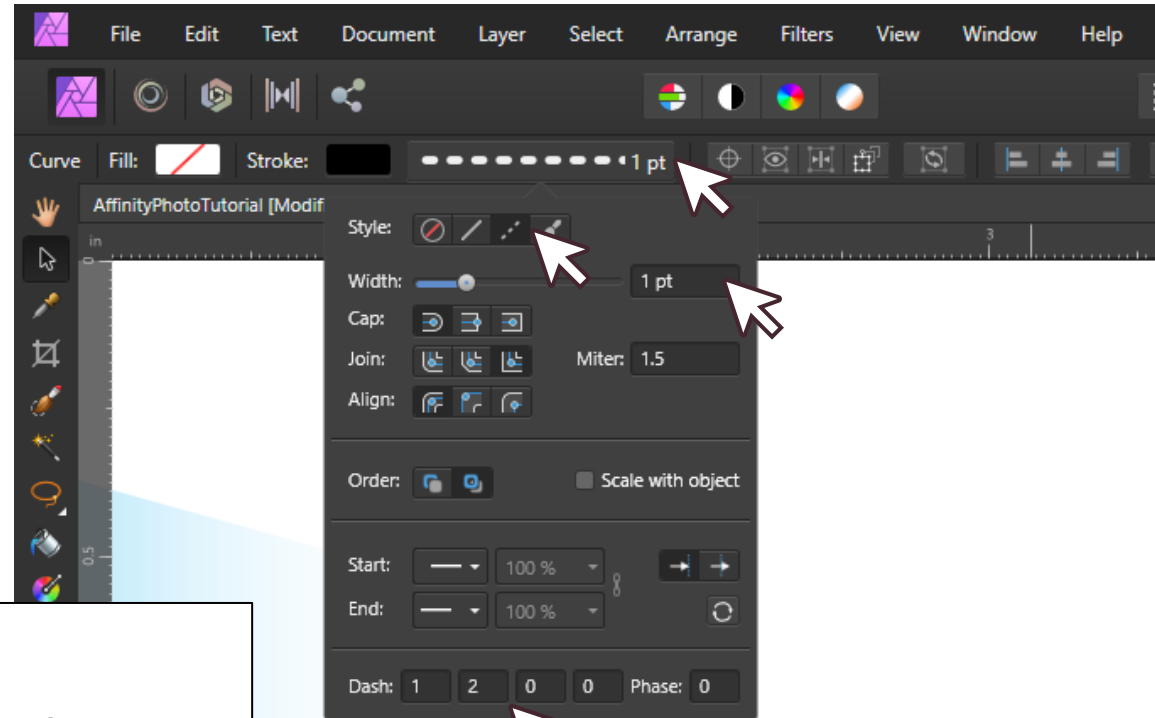 File Edit Text Document Layer Select Arrange Filters View Window Help
Curve Fill: Stroke: 1 pt
AffinityPhotoTutorial [Modif
in
3
0
0.5
Style:
Width: 1 pt
Cap:
Join: Miter: 1.5
Align:
Order: Scale with object
Start: 100 %
End: 100 %
Dash: 1 2 0 0 Phase: 0